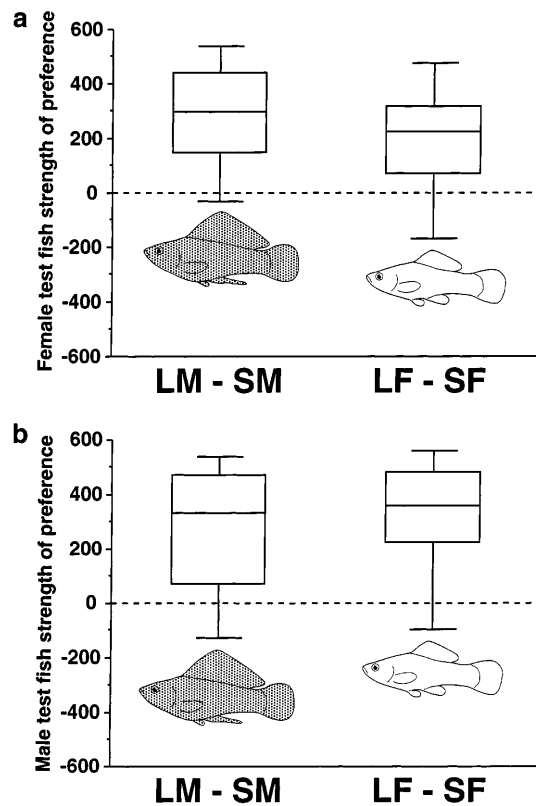 a
Female test fish strength of preference
600
400
200
0
-200
-400
-600
LM - SM LF - SF
b
Male test fish strength of preference
600
400
200
0
-200
-400
-600
LM - SM LF - SF